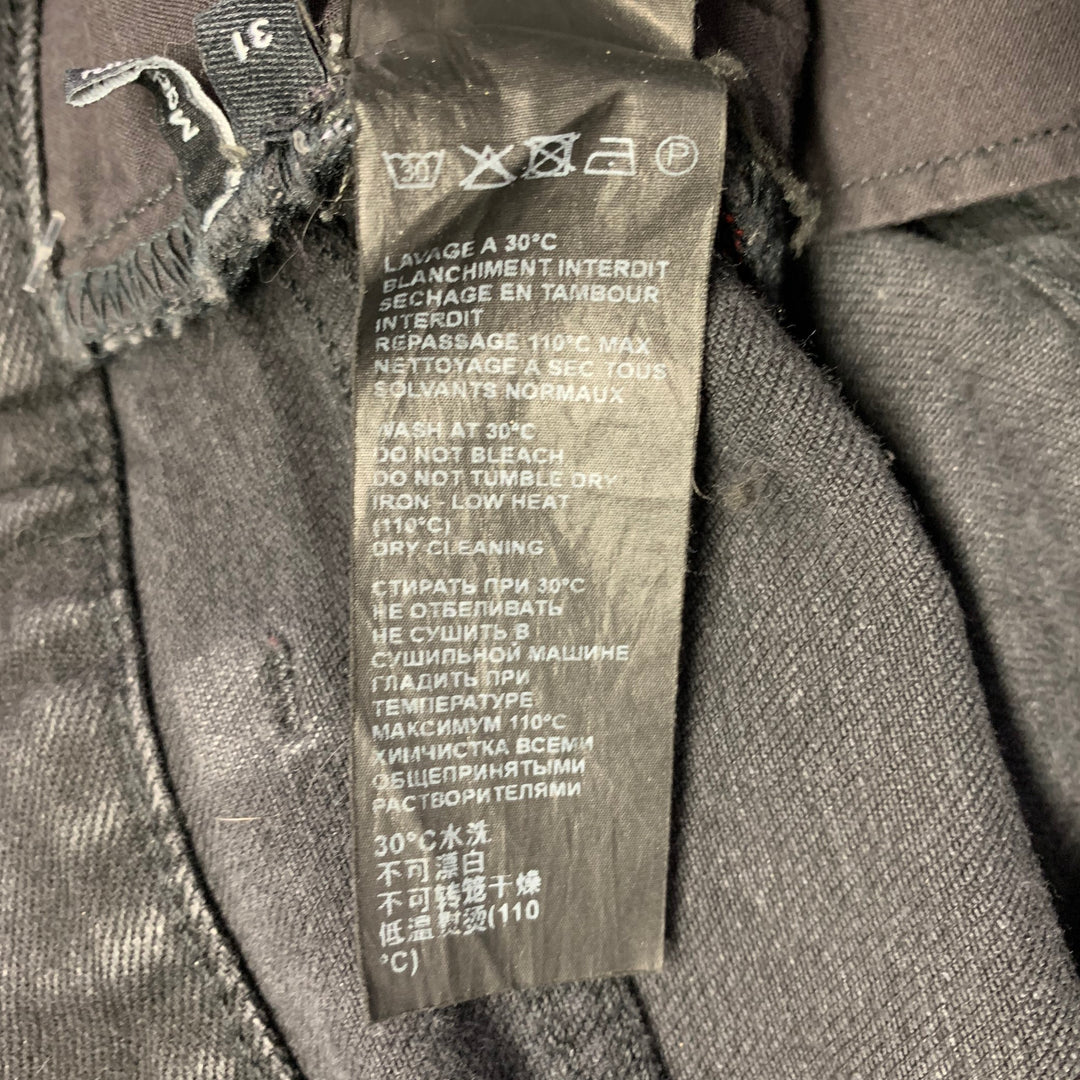 31
30
P
LAVAGE A 30°C
BLANCHIMENT INTERDIT
SECHAGE EN TAMBOUR
INTERDIT
REPASSAGE 110°C MAX
NETTOYAGE A SEC TOUS
SOLVANTS NORMAUX
WASH AT 30°C
DO NOT BLEACH
DO NOT TUMBLE DRY
IRON - LOW HEAT
(110°C)
DRY CLEANING
СТИРАТЬ ПРИ 30°C
НЕ ОТБЕЛИВАТЬ
НЕ СУШИТЬ В
СУШИЛЬНОЙ МАШИНЕ
ГЛАДИТЬ ПРИ
ТЕМПЕРАТУРЕ
МАКСИМУМ 110°C
ХИМЧИСТКА ВСЕМИ
ОБЩЕПРИНЯТЫМИ
РАСТВОРИТЕЛЯМИ
30°C水洗
不可漂白
不可转笼干燥
低温熨烫(110
°C)